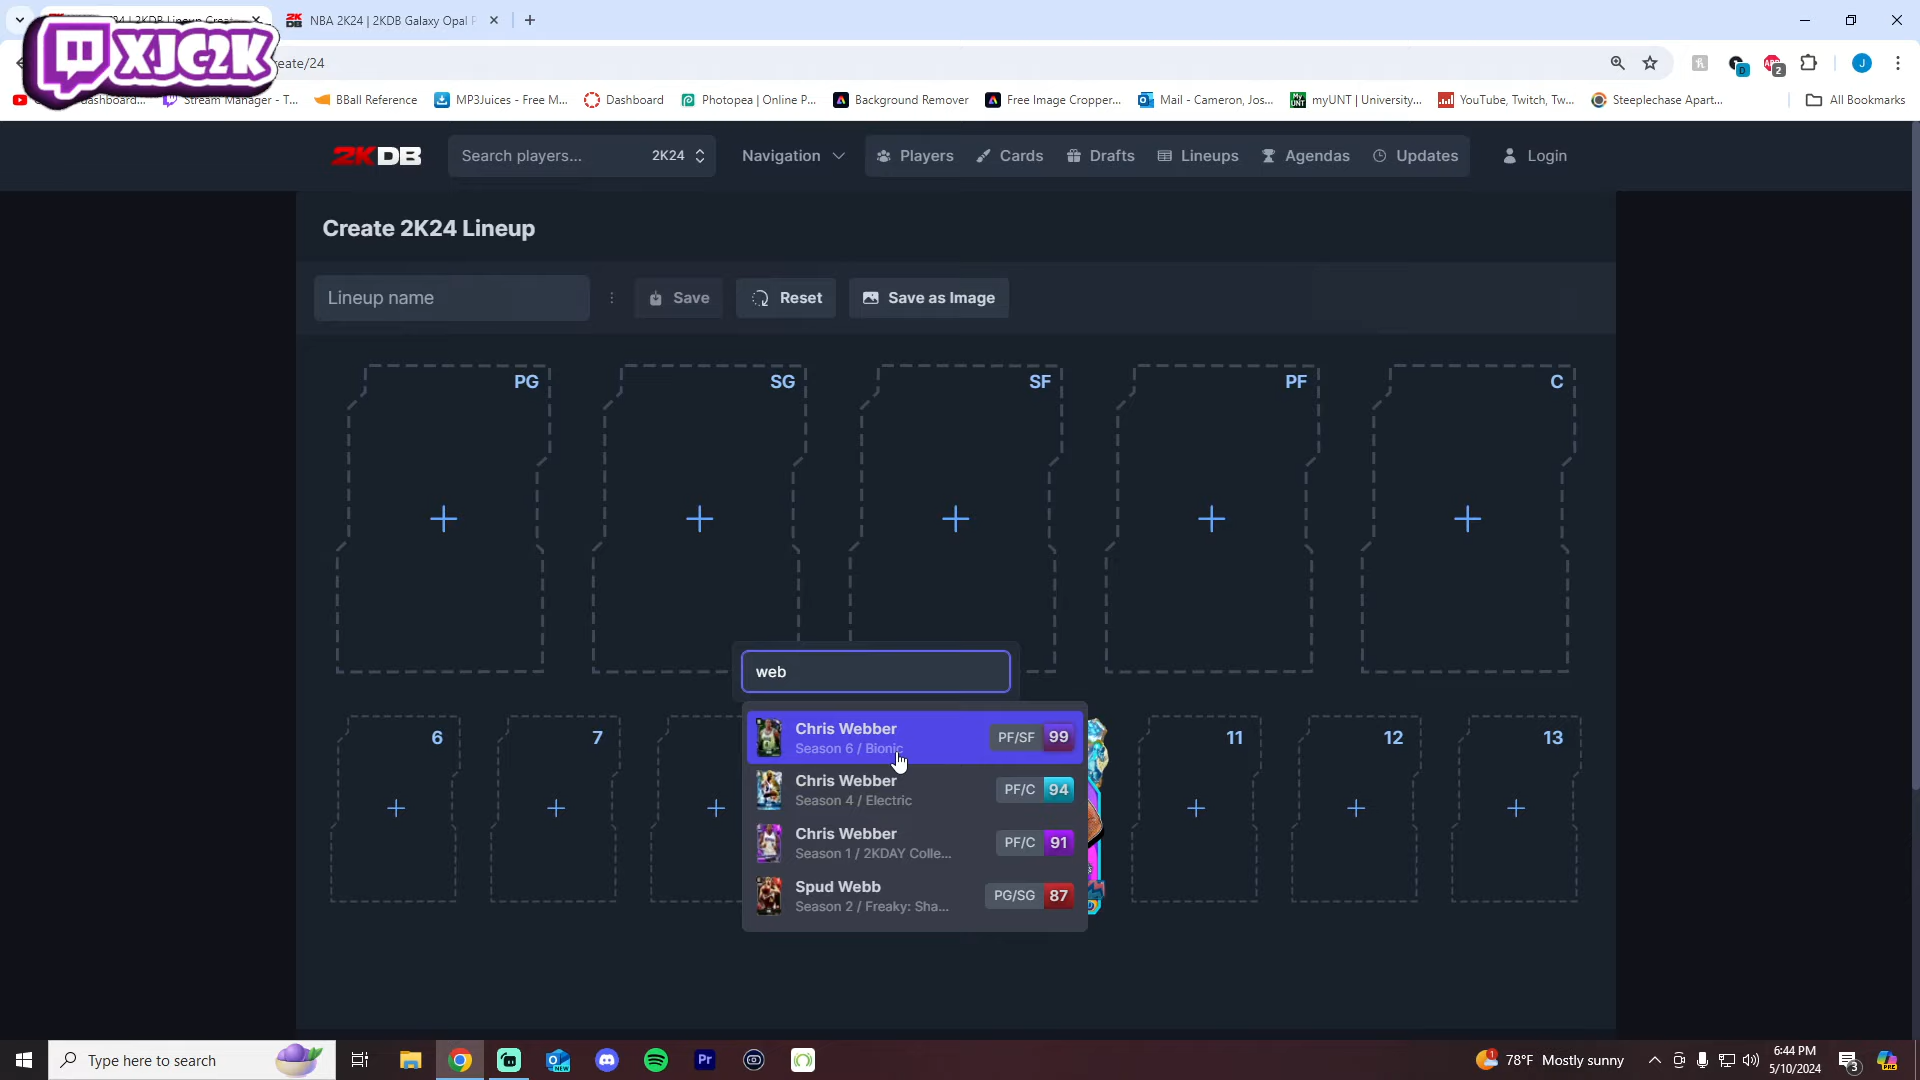 2KDB Lineup Create
NBA 2K24 | 2KDB Galaxy Opal P
XJC2K
eate/24
dashboard...
Stream Manager - T...
BBall Reference
MP3Juices - Free M...
Dashboard
Photopea | Online P...
Background Remover
Free Image Cropper...
Mail - Cameron, Jos...
myUNT | University...
YouTube, Twitch, Tw...
Steeplechase Apart...
All Bookmarks
2KDB
Search players...
2K24
Navigation
Players
Cards
Drafts
Lineups
Agendas
Updates
Login
Create 2K24 Lineup
Lineup name
Save
Reset
Save as Image
PG
SG
SF
PF
C
web
Chris Webber
Season 6 / Bionic
PF/SF 99
Chris Webber
Season 4 / Electric
PF/C 94
Chris Webber
Season 1 / 2KDAY Colle...
PF/C 91
Spud Webb
Season 2 / Freaky: Sha...
PG/SG 87
6
7
11
12
13
Type here to search
78°F Mostly sunny
6:44 PM
5/10/2024